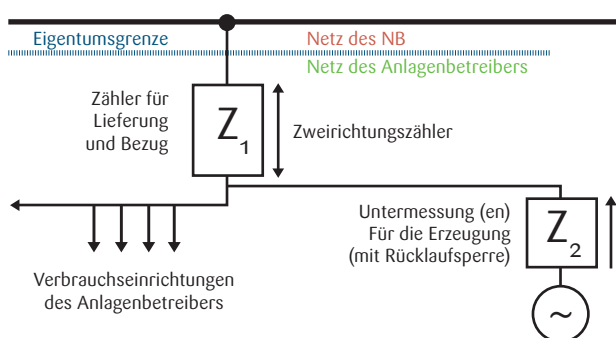 Eigentumsgrenze
Netz des NB
Netz des Anlagenbetreibers
Zähler für
Lieferung
und Bezug
Z1
Zweirichtungszähler
Untermessung (en)
Für die Erzeugung
(mit Rücklaufsperre)
Z2
Verbrauchseinrichtungen
des Anlagenbetreibers
~